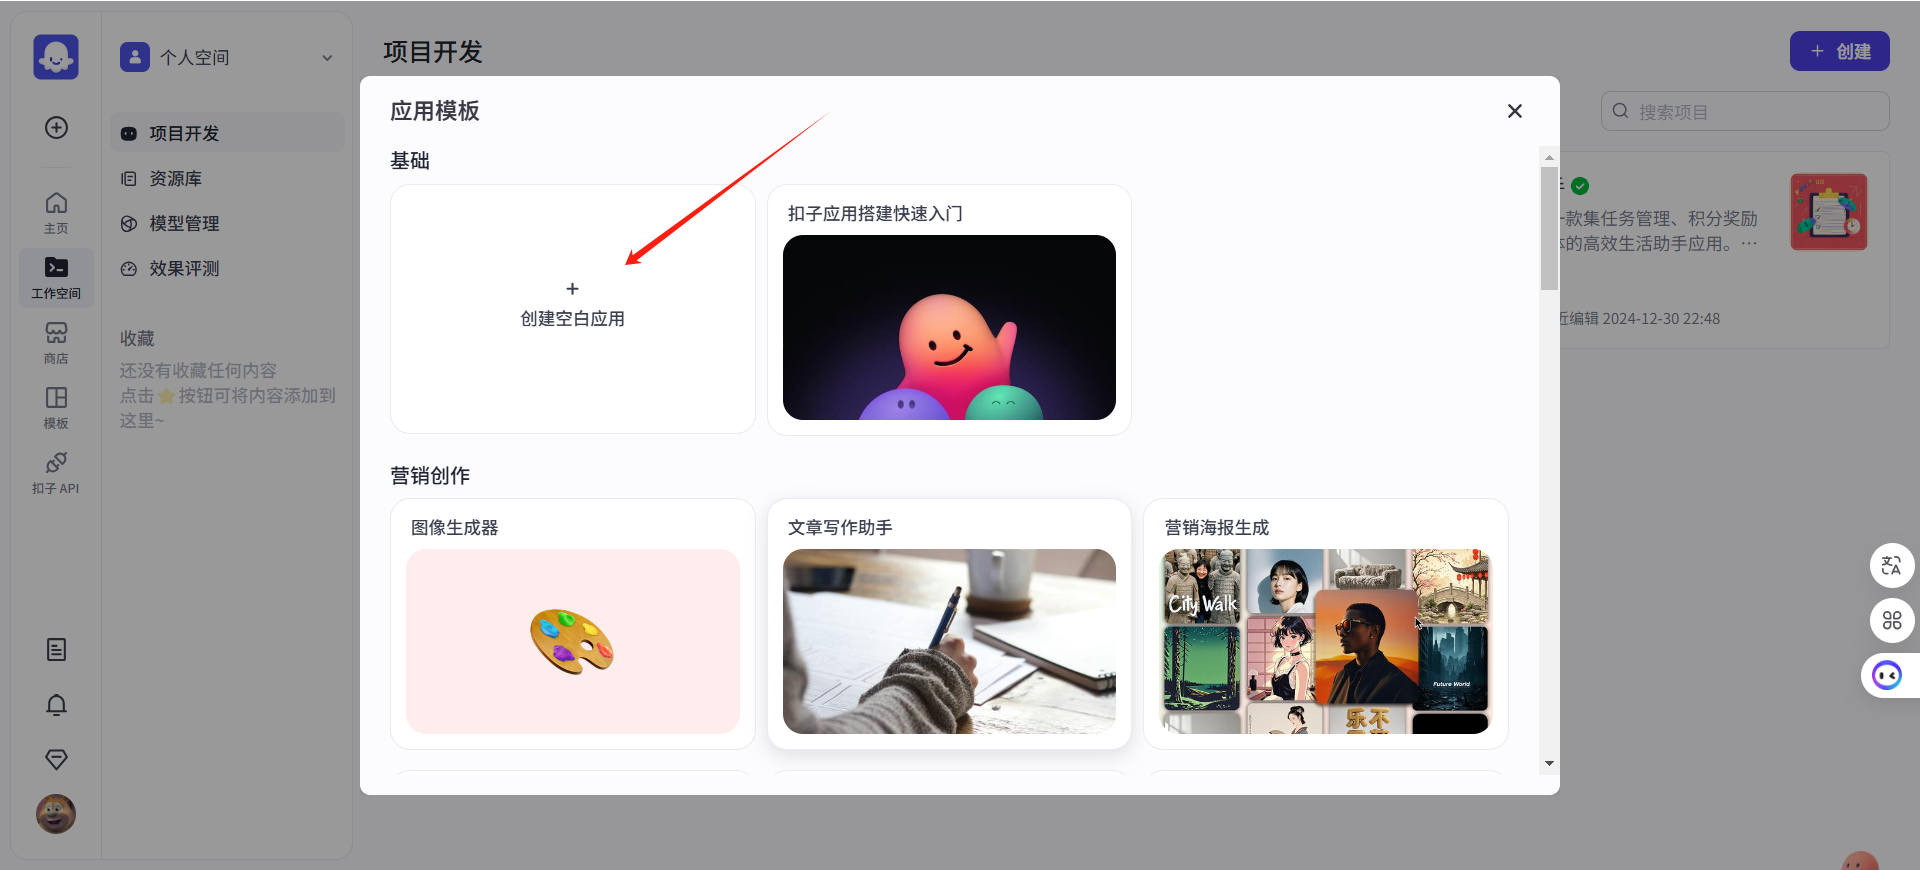 个人空间
项目开发
资源库
模型管理
效果评测
收藏
还没有收藏任何内容
点击⭐按钮可将内容添加到
这里~
主页
工作空间
商店
模板
扣子 API
项目开发
+ 创建
搜索项目
应用模板
基础
+
创建空白应用
扣子应用搭建快速入门
营销创作
图像生成器
文章写作助手
营销海报生成
City Walk
Future World
乐不
款集任务管理、积分奖励
的高效生活助手应用。…
编辑 2024-12-30 22:48